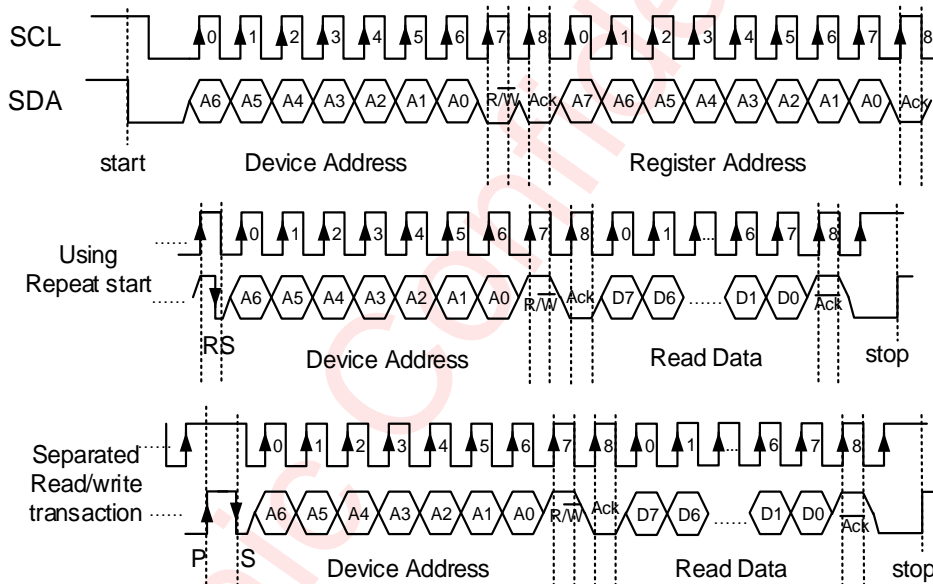 SCL 0 1 2 3 4 5 6 7 8 0 1 2 3 4 5 6 7 8
SDA A6 A5 A4 A3 A2 A1 A0 R/W Ack A7 A6 A5 A4 A3 A2 A1 A0 Ack
start Device Address Register Address
0 1 2 3 4 5 6 7 8 0 1 ... 6 7 8
Using
Repeat start
A6 A5 A4 A3 A2 A1 A0 R/W Ack D7 D6 ...... D1 D0 Ack
RS Device Address Read Data stop
0 1 2 3 4 5 6 7 8 0 1 ... 6 7 8
Separated
Read/write
transaction
A6 A5 A4 A3 A2 A1 A0 R/W Ack D7 D6 ...... D1 D0 Ack
P S Device Address Read Data stop